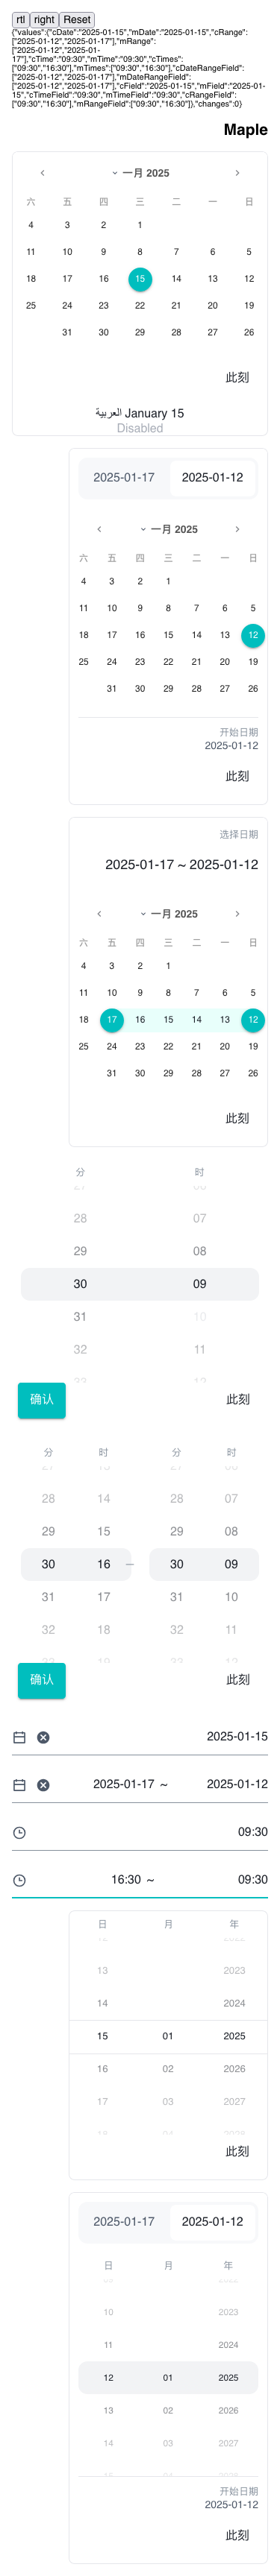 rtl right Reset
{"values":{"cDate":"2025-01-15","mDate":"2025-01-15","cRange":
["2025-01-12","2025-01-17"],"mRange":
["2025-01-12","2025-01-
17"],"cTime":"09:30","mTime":"09:30","cTimes":
["09:30","16:30"],"mTimes":["09:30","16:30"],"cDateRangeField":
["2025-01-12","2025-01-17"],"mDateRangeField":
["2025-01-12","2025-01-17"],"cField":"2025-01-15","mField":"2025-01-
15","cTimeField":"09:30","mTimeField":"09:30","cRangeField":
["09:30","16:30"],"mRangeField":["09:30","16:30"]},"changes":0}
Maple
一月 2025
六 五 四 三 二 一 日
4 3 2 1
11 10 9 8 7 6 5
18 17 16 15 14 13 12
25 24 23 22 21 20 19
31 30 29 28 27 26
此刻
العربية January 15
Disabled
2025-01-17 2025-01-12
一月 2025
六 五 四 三 二 一 日
4 3 2 1
11 10 9 8 7 6 5
18 17 16 15 14 13 12
25 24 23 22 21 20 19
31 30 29 28 27 26
开始日期
2025-01-12
此刻
选择日期
2025-01-17 ~ 2025-01-12
一月 2025
六 五 四 三 二 一 日
4 3 2 1
11 10 9 8 7 6 5
18 17 16 15 14 13 12
25 24 23 22 21 20 19
31 30 29 28 27 26
此刻
分 时
28 07
29 08
30 09
31 10
32 11
确认 此刻
分 时 分 时
28 14 28 07
29 15 29 08
30 16 — 30 09
31 17 31 10
32 18 32 11
确认 此刻
2025-01-15
2025-01-17 ~ 2025-01-12
09:30
16:30 ~ 09:30
日 月 年
13 2023
14 2024
15 01 2025
16 02 2026
17 03 2027
此刻
2025-01-17 2025-01-12
日 月 年
10 2023
11 2024
12 01 2025
13 02 2026
14 03 2027
开始日期
2025-01-12
此刻